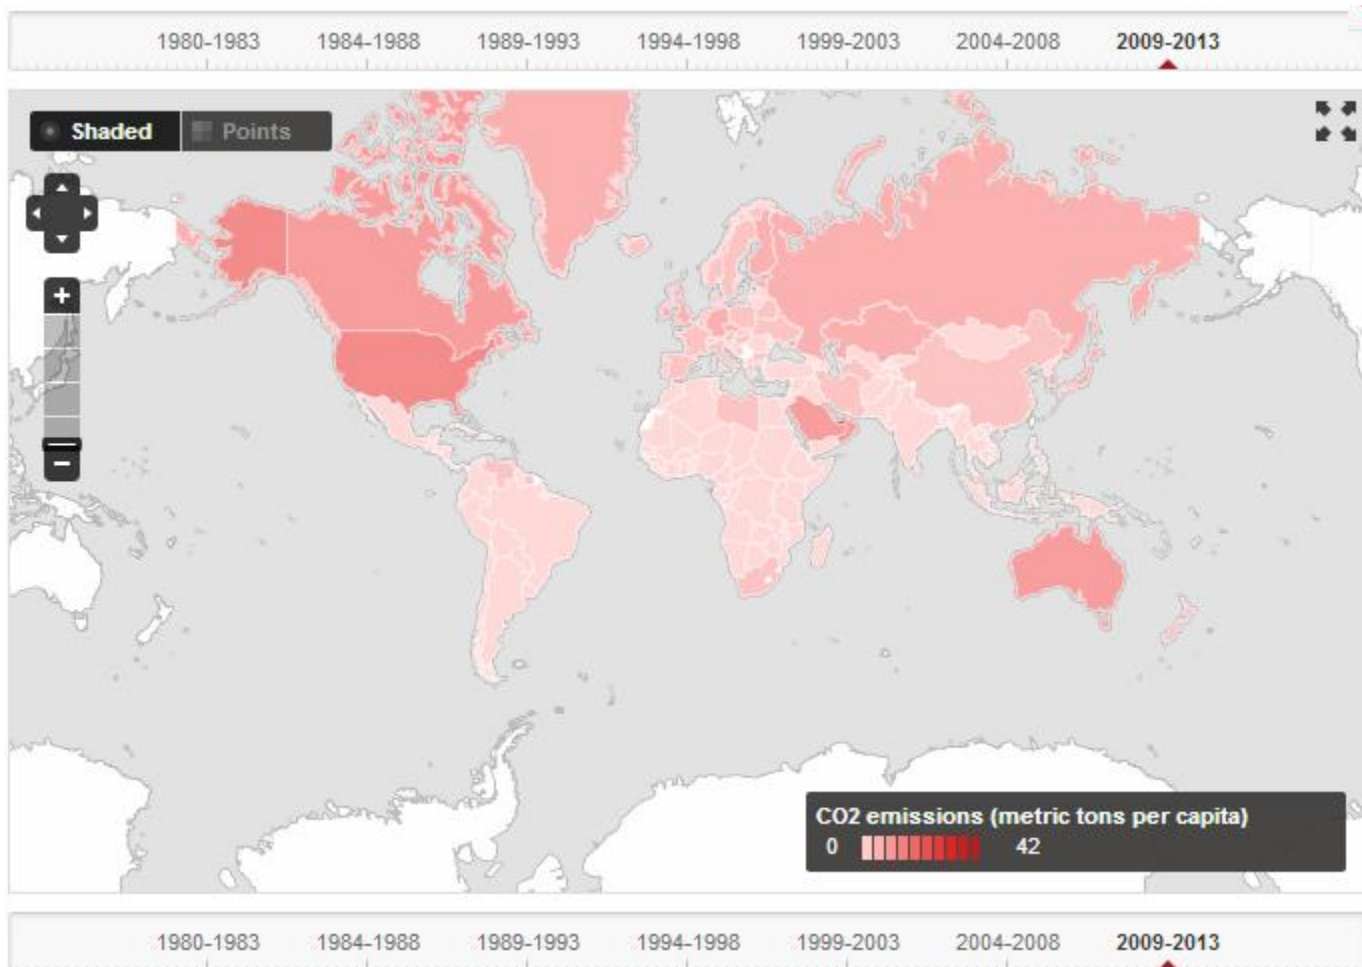 1980-1983 1984-1988 1989-1993 1994-1998 1999-2003 2004-2008 2009-2013
Shaded Points
+
−
CO2 emissions (metric tons per capita)
0 42
1980-1983 1984-1988 1989-1993 1994-1998 1999-2003 2004-2008 2009-2013